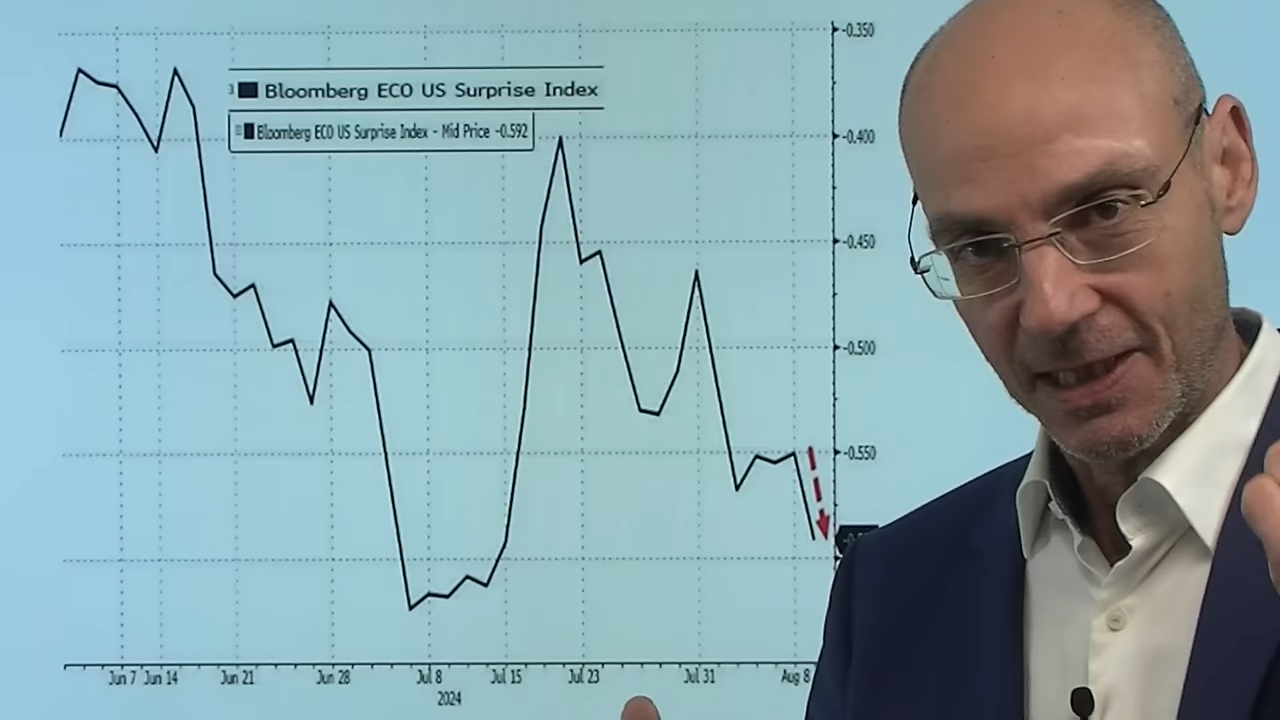 Bloomberg ECO US Surprise Index
Bloomberg ECO US Surprise Index - Mid Price -0.592
-0.350
-0.400
-0.450
-0.500
-0.550
Jun 7 Jun 14 Jun 21 Jun 28 Jul 8 Jul 15 Jul 23 Jul 31 Aug 8
2024